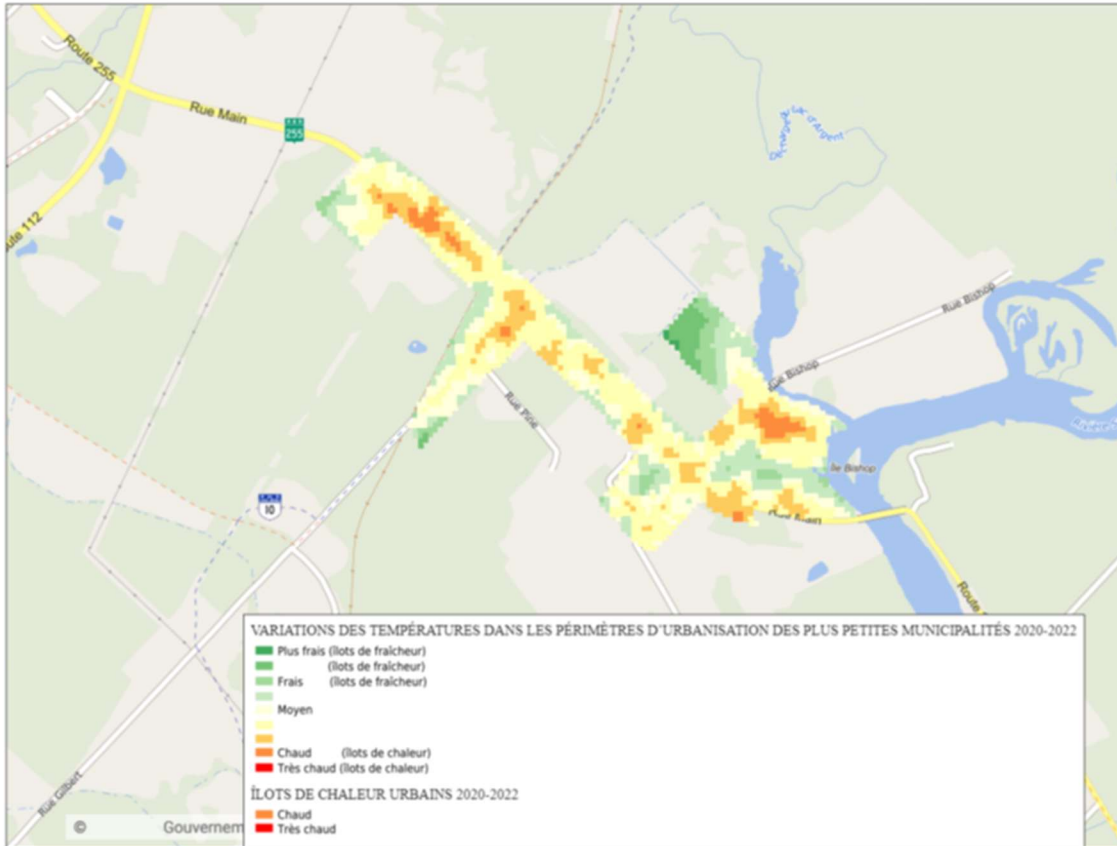 Route 255
Rue Main
255
Lac d'Argent
Rue Bishop
Rue Bishop
Rue Pine
Île Bishop
10
Route
Rue Gilbert
© Gouvernem
VARIATIONS DES TEMPÉRATURES DANS LES PÉRIMÈTRES D'URBANISATION DES PLUS PETITES MUNICIPALITÉS 2020-2022
Plus frais (îlots de fraîcheur)
(îlots de fraîcheur)
Frais (îlots de fraîcheur)
Moyen
Chaud (îlots de chaleur)
Très chaud (îlots de chaleur)
ÎLOTS DE CHALEUR URBAINS 2020-2022
Chaud
Très chaud